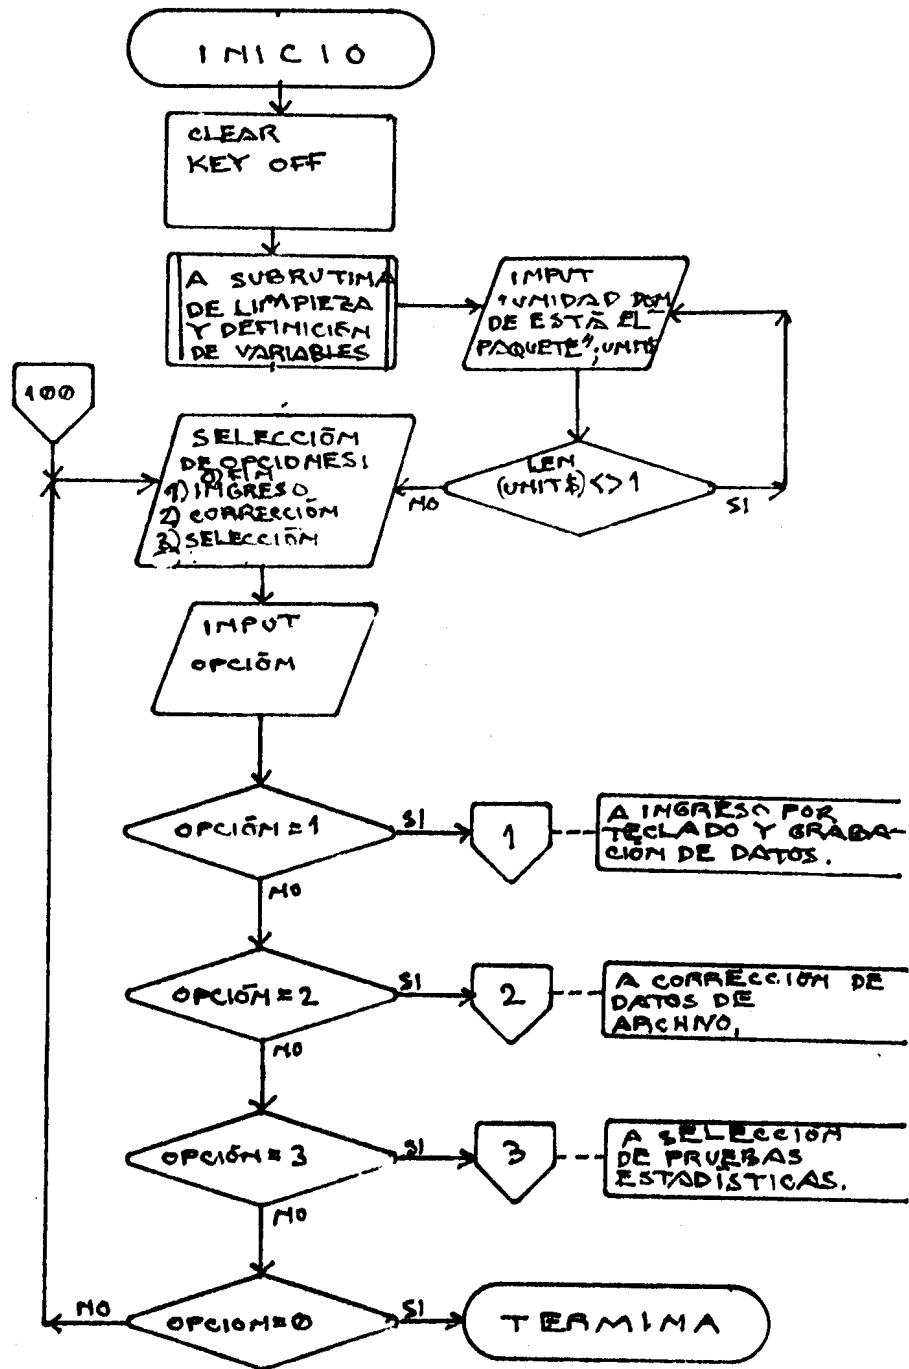 INICIO
CLEAR
KEY OFF
A SUBRUTINA
DE LIMPIEZA
Y DEFINICIÓN
DE VARIABLES
INPUT
"UNIDAD DON
DE ESTÁ EL
PAQUETE"; UNIT$
100
SELECCIÓN
DE OPCIONES:
0) FIN
1) INGRESO
2) CORRECCIÓN
3) SELECCIÓN
LEN
(UNIT$) <> 1
NO
SI
INPUT
OPCIÓN
OPCIÓN = 1
SI
1
A INGRESO POR
TECLADO Y GRABA-
CIÓN DE DATOS.
NO
OPCIÓN = 2
SI
2
A CORRECCIÓN DE
DATOS DE
ARCHIVO.
NO
OPCIÓN = 3
SI
3
A SELECCIÓN
DE PRUEBAS
ESTADÍSTICAS.
NO
NO
OPCION = 0
SI
TERMINA